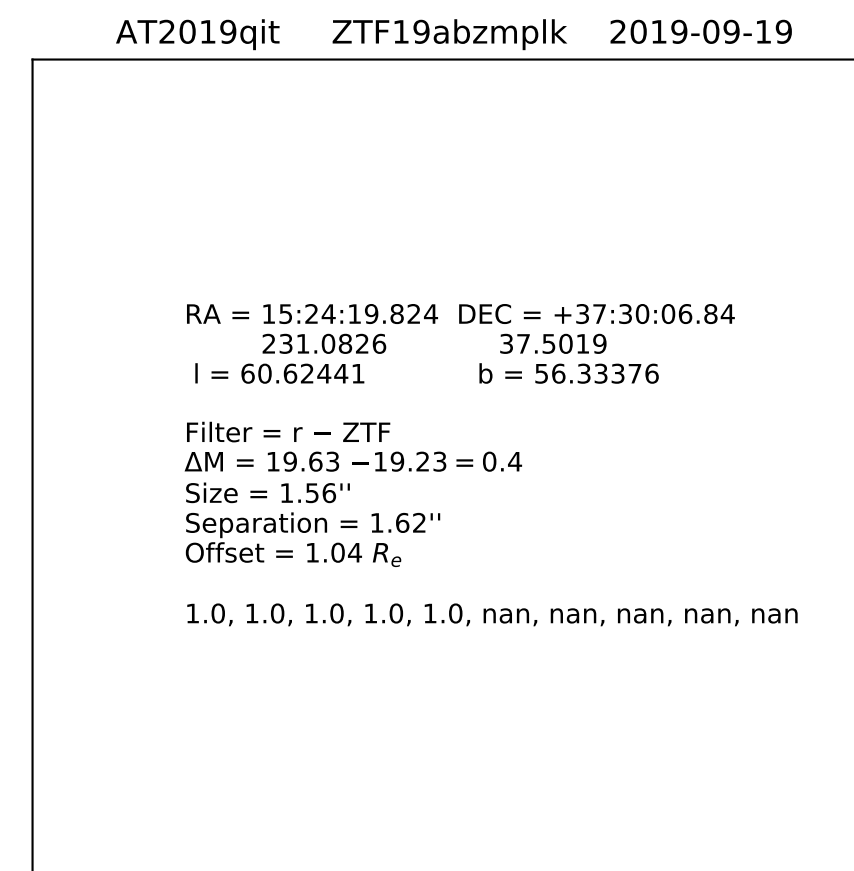 AT2019qit ZTF19abzmplk 2019-09-19
RA = 15:24:19.824 DEC = +37:30:06.84
231.0826 37.5019
l = 60.62441 b = 56.33376
Filter = r − ZTF
ΔM = 19.63 −19.23 = 0.4
Size = 1.56''
Separation = 1.62''
Offset = 1.04 Rₑ
1.0, 1.0, 1.0, 1.0, 1.0, nan, nan, nan, nan, nan